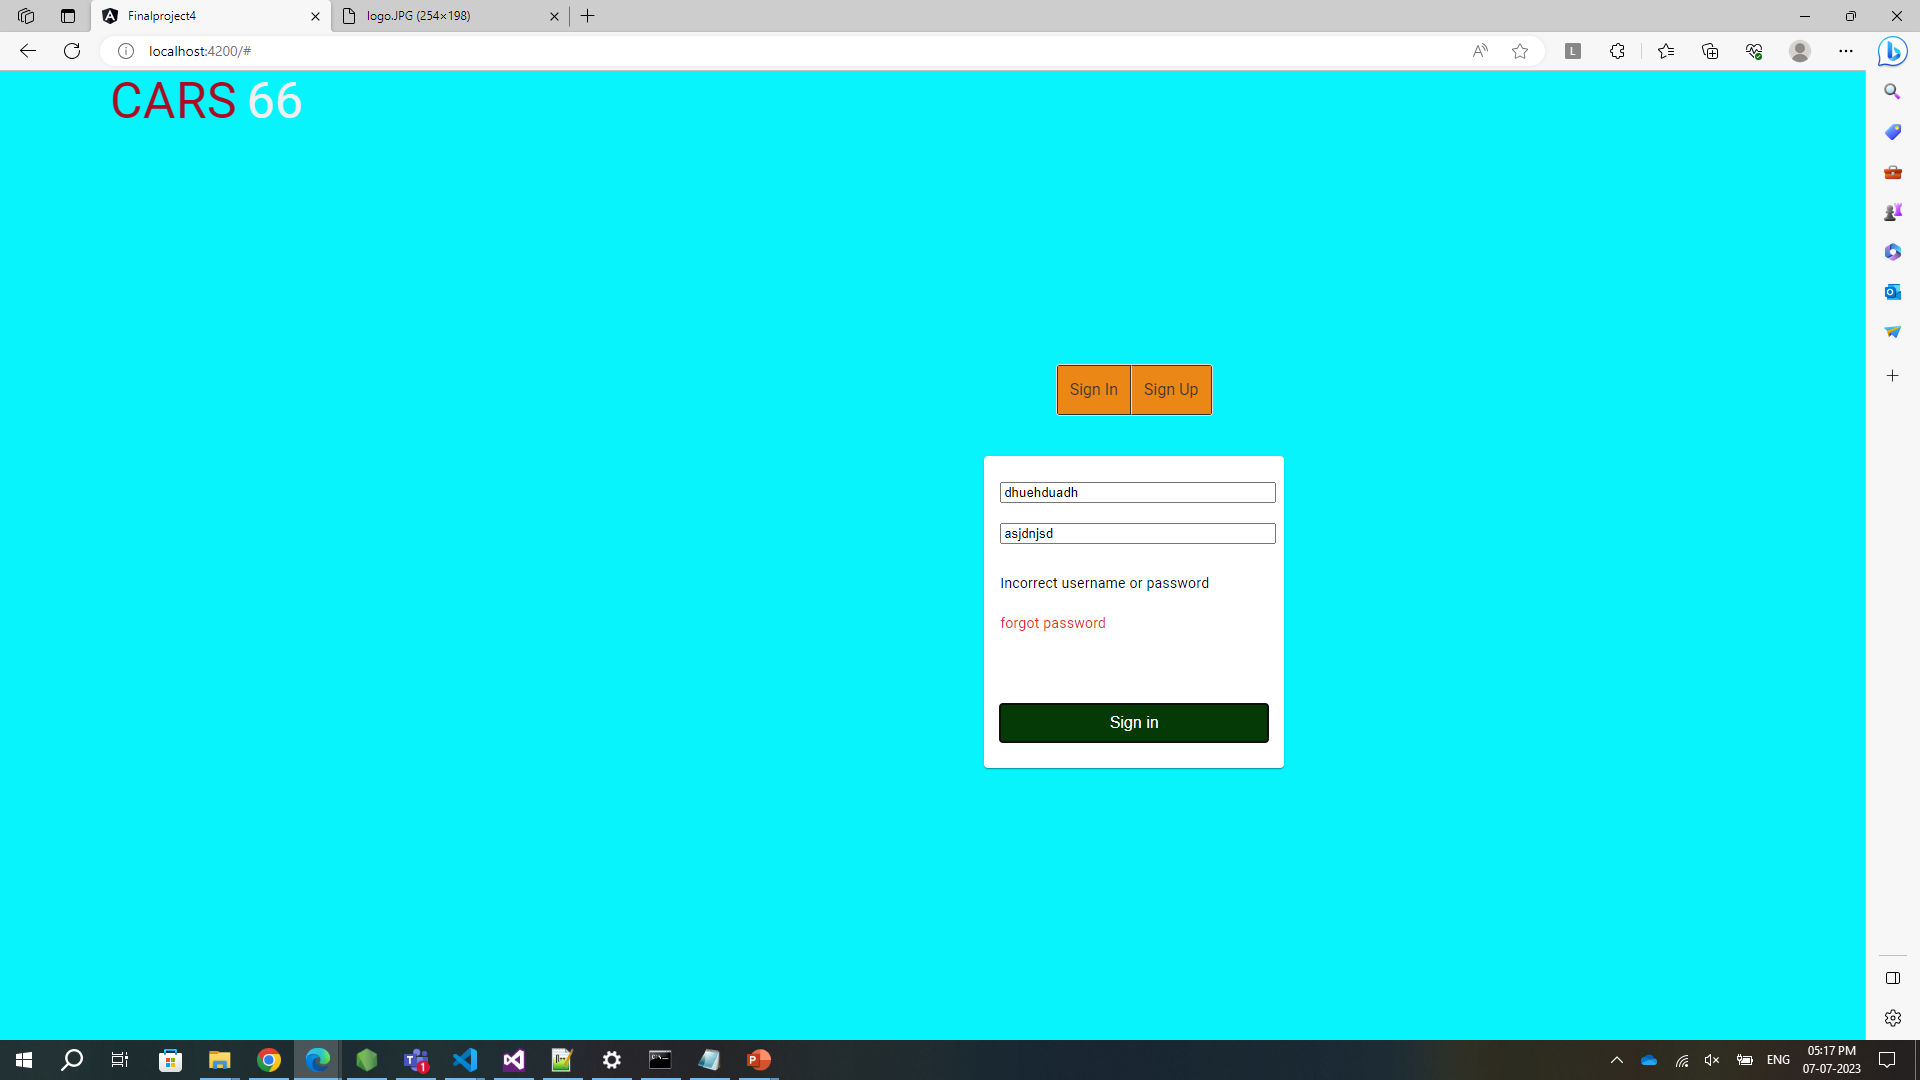 Finalproject4
logo.JPG (254×198)
localhost:4200/#
CARS 66
Sign In
Sign Up
dhuehduadh
asjdnjsd
Incorrect username or password
forgot password
Sign in
ENG
05:17 PM
07-07-2023